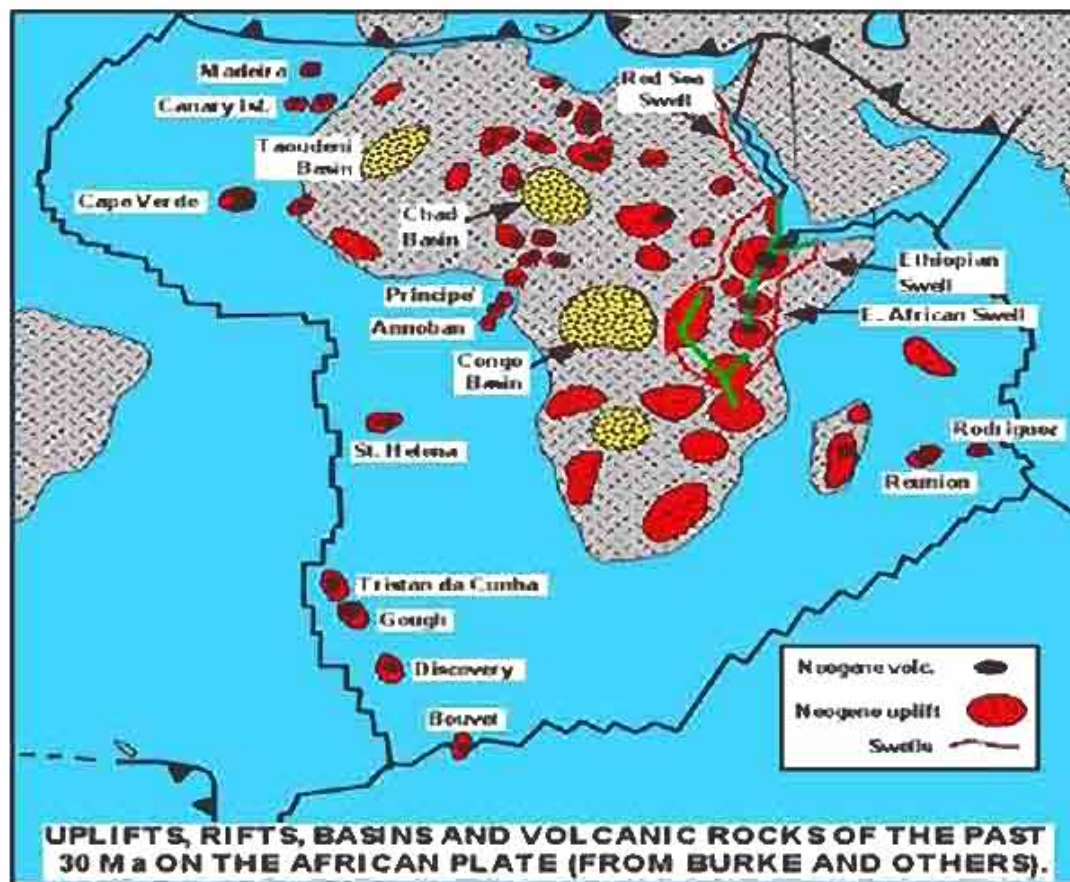 Madeira
Canary Isl.
Taoudeni
Basin
Cape Verde
Chad
Basin
Principe'
Annoban
Congo
Basin
St. Helena
Red Sea
Swell
Ethiopian
Swell
E. African Swell
Rodriguez
Reunion
Tristan da Cunha
Gough
Discovery
Bouvet
Neogene volc.
Neogene uplift
Swells
UPLIFTS, RIFTS, BASINS AND VOLCANIC ROCKS OF THE PAST
30 Ma ON THE AFRICAN PLATE (FROM BURKE AND OTHERS).